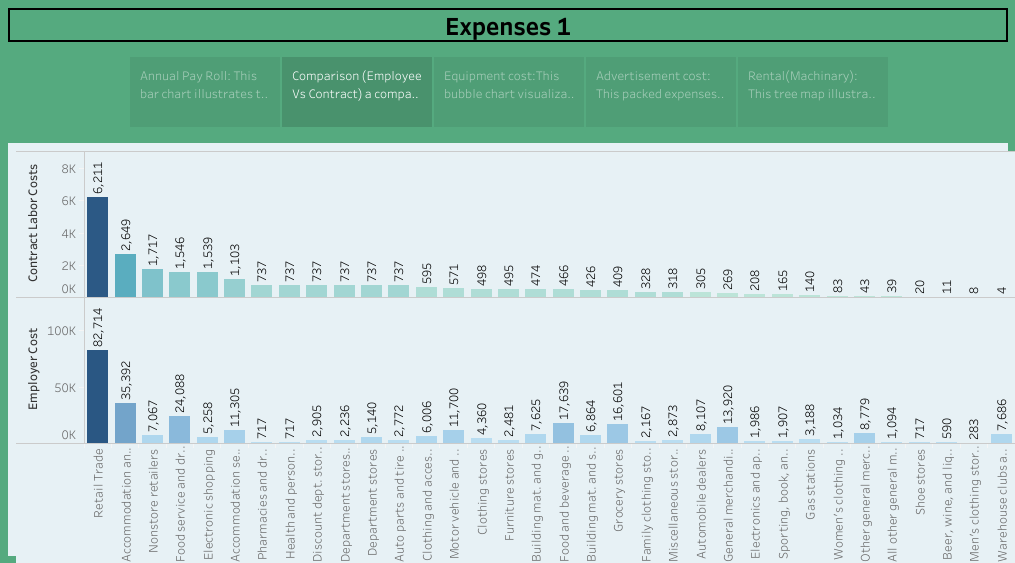 Expenses 1
Annual Pay Roll: This
bar chart illustrates t..
Comparison (Employee
Vs Contract) a compa..
Equipment cost:This
bubble chart visualiza..
Advertisement cost:
This packed expenses..
Rental(Machinery):
This tree map illustra..
Contract Labor Costs
8K
6K
4K
2K
0K
6,211
2,649
1,717
1,546
1,539
1,103
737
737
737
737
737
737
595
571
498
495
474
466
426
409
328
318
305
269
208
165
140
83
43
39
20
11
8
4
Employer Cost
100K
50K
0K
82,714
35,392
7,067
24,088
5,258
11,305
717
717
2,905
2,236
5,140
2,772
6,006
11,700
4,360
2,481
7,625
17,639
6,864
16,601
2,167
2,873
8,107
13,920
1,986
1,907
3,188
1,034
8,779
1,094
717
590
283
7,686
Retail Trade
Accommodation an..
Nonstore retailers
Food service and dr..
Electronic shopping
Accommodation se..
Pharmacies and dr..
Health and person..
Discount dept. stor..
Department stores..
Department stores
Auto parts and tire ..
Clothing and acces..
Motor vehicle and ..
Clothing stores
Furniture stores
Building mat. and g..
Food and beverage ..
Building mat. and s..
Grocery stores
Family clothing sto..
Miscellaneous stor..
Automobile dealers
General merchandi..
Electronics and ap..
Sporting, book, an..
Gas stations
Women's clothing ..
Other general merc..
All other general m..
Shoe stores
Beer, wine, and liq..
Men's clothing stor..
Warehouse clubs a..